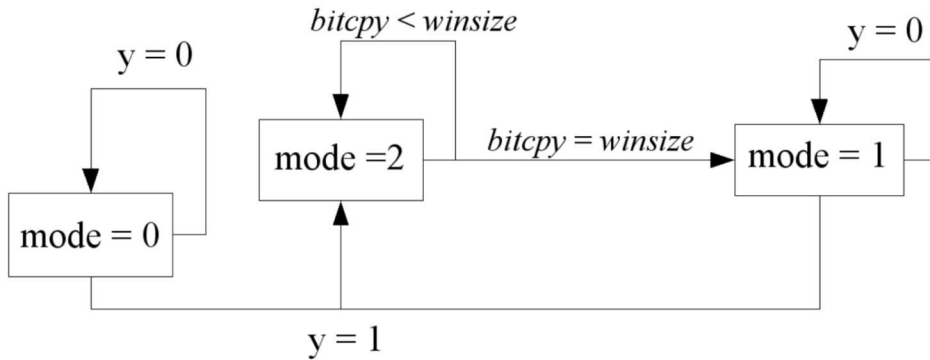 bitcpy < winsize
y = 0
y = 0
mode =2
bitcpy = winsize
mode = 1
mode = 0
y = 1